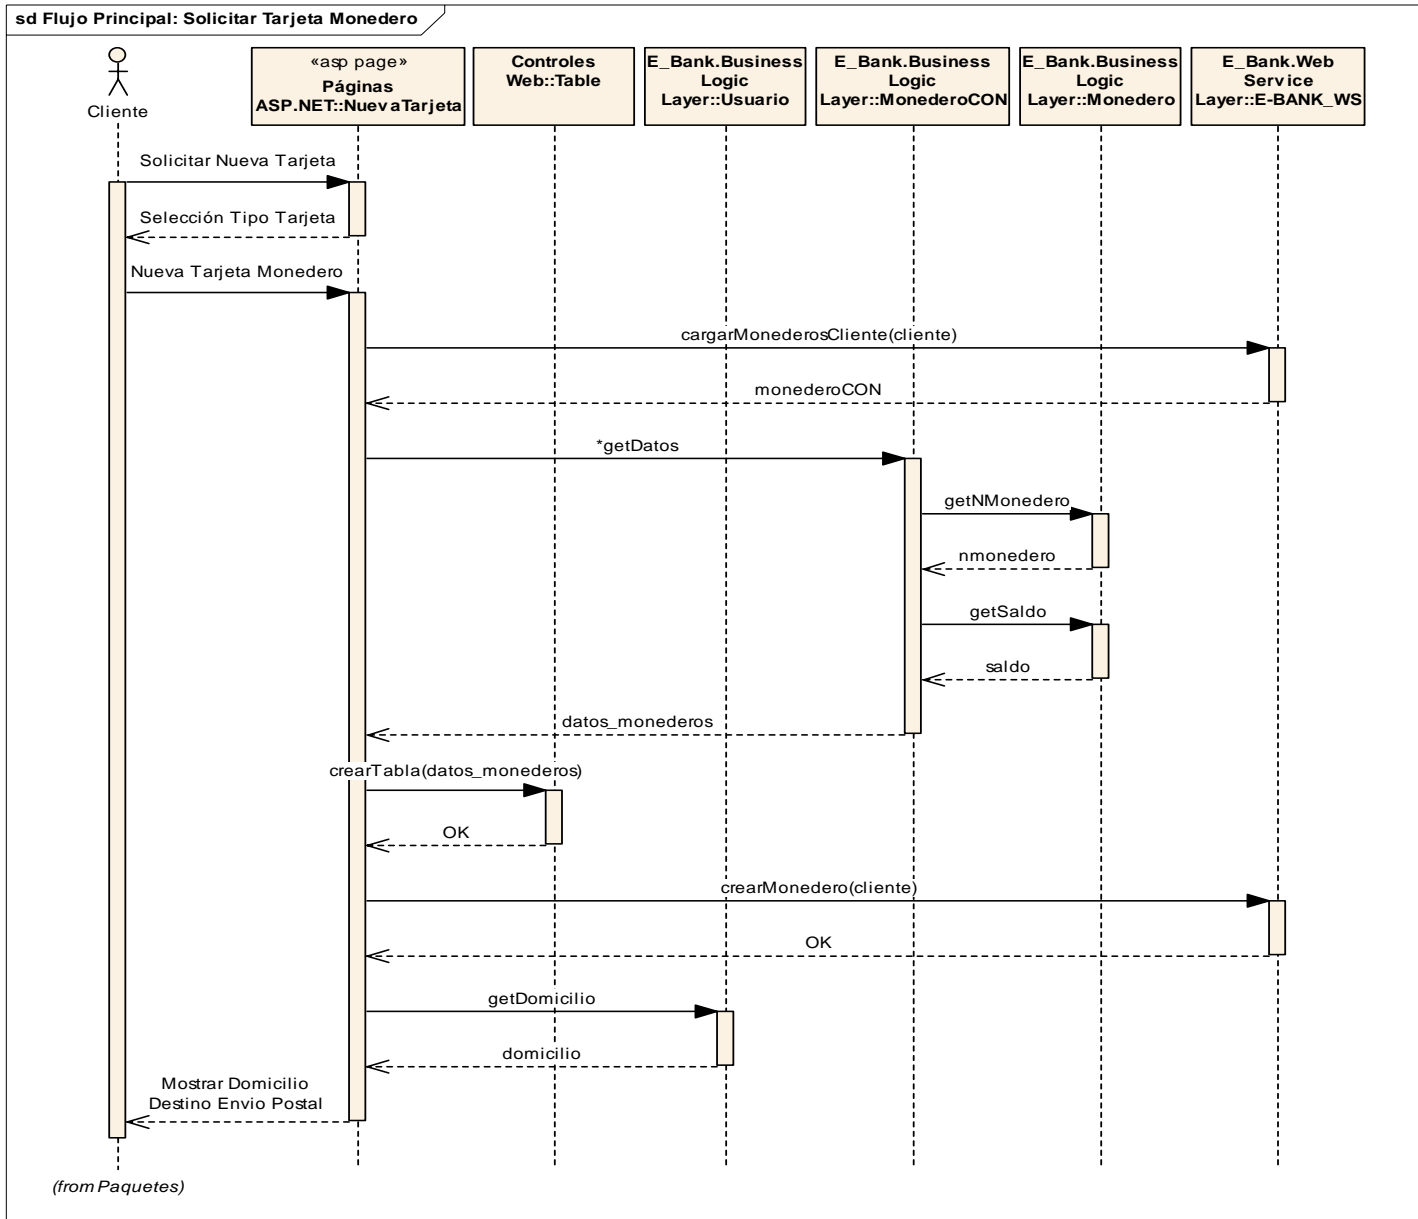 sd Flujo Principal: Solicitar Tarjeta Monedero
Cliente
«asp page»
Páginas
ASP.NET::NuevaTarjeta
Controles
Web::Table
E_Bank.Business
Logic
Layer::Usuario
E_Bank.Business
Logic
Layer::MonederoCON
E_Bank.Business
Logic
Layer::Monedero
E_Bank.Web
Service
Layer::E-BANK_WS
Solicitar Nueva Tarjeta
Selección Tipo Tarjeta
Nueva Tarjeta Monedero
cargarMonederosCliente(cliente)
monederoCON
*getDatos
getNMonedero
nmonedero
getSaldo
saldo
datos_monederos
crearTabla(datos_monederos)
OK
crearMonedero(cliente)
OK
getDomicilio
domicilio
Mostrar Domicilio
Destino Envio Postal
(from Paquetes)